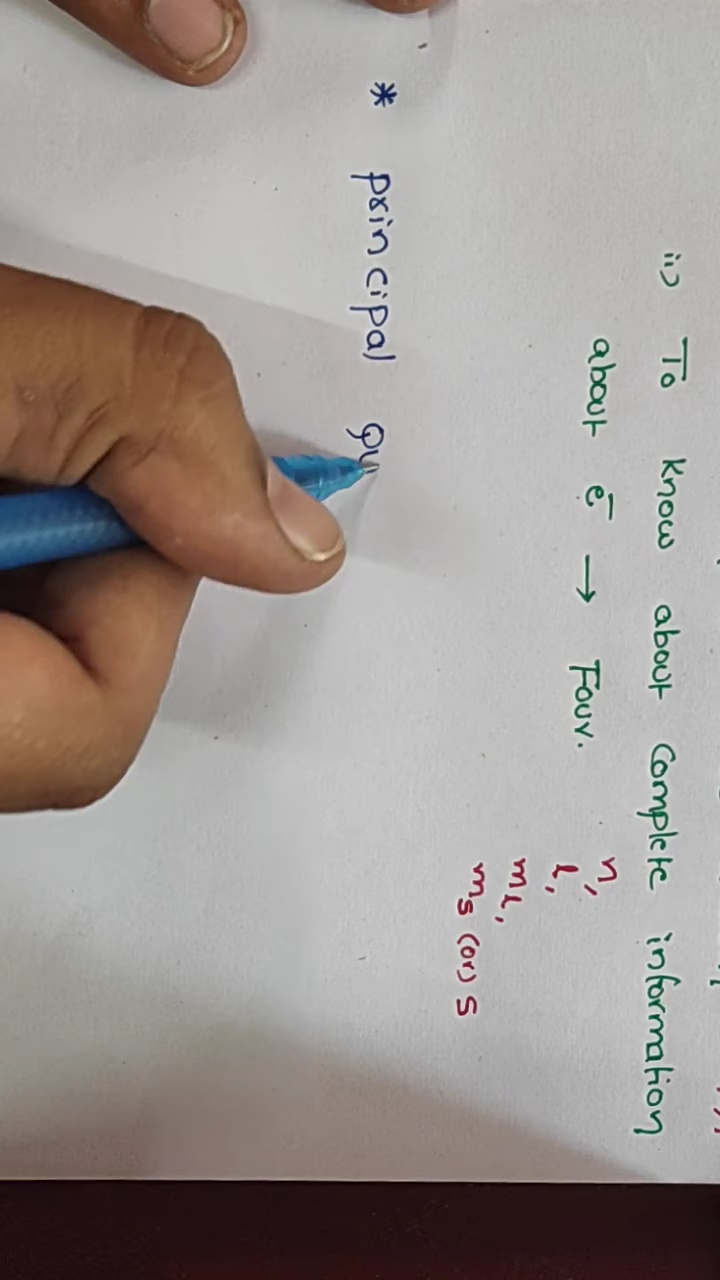 ii) To know about complete information
about e̅ → Four.
n,
l,
ml,
ms (or) s
* principal Qu